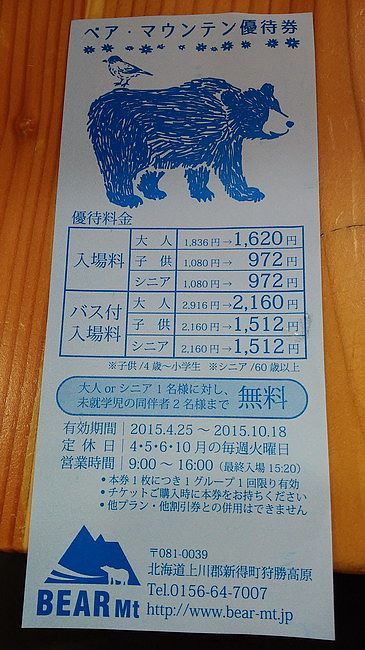 ベア・マウンテン優待券
優待料金
入場料 大人 1,836円→1,620円
子供 1,080円→972円
シニア 1,080円→972円
バス付入場料 大人 2,916円→2,160円
子供 2,160円→1,512円
シニア 2,160円→1,512円
※子供/4歳～小学生 ※シニア/60歳以上
大人orシニア1名様に対し、
未就学児の同伴者2名様まで 無料
有効期間 2015.4.25～2015.10.18
定休日 4・5・6・10月の毎週火曜日
営業時間 9:00～16:00（最終入場 15:20）
•本券1枚につき1グループ1回限り有効
•チケットご購入時に本券をお持ちください
•他プラン・他割引券との併用はできません
〒081-0039
北海道上川郡新得町狩勝高原
Tel.0156-64-7007
BEAR Mt http://www.bear-mt.jp